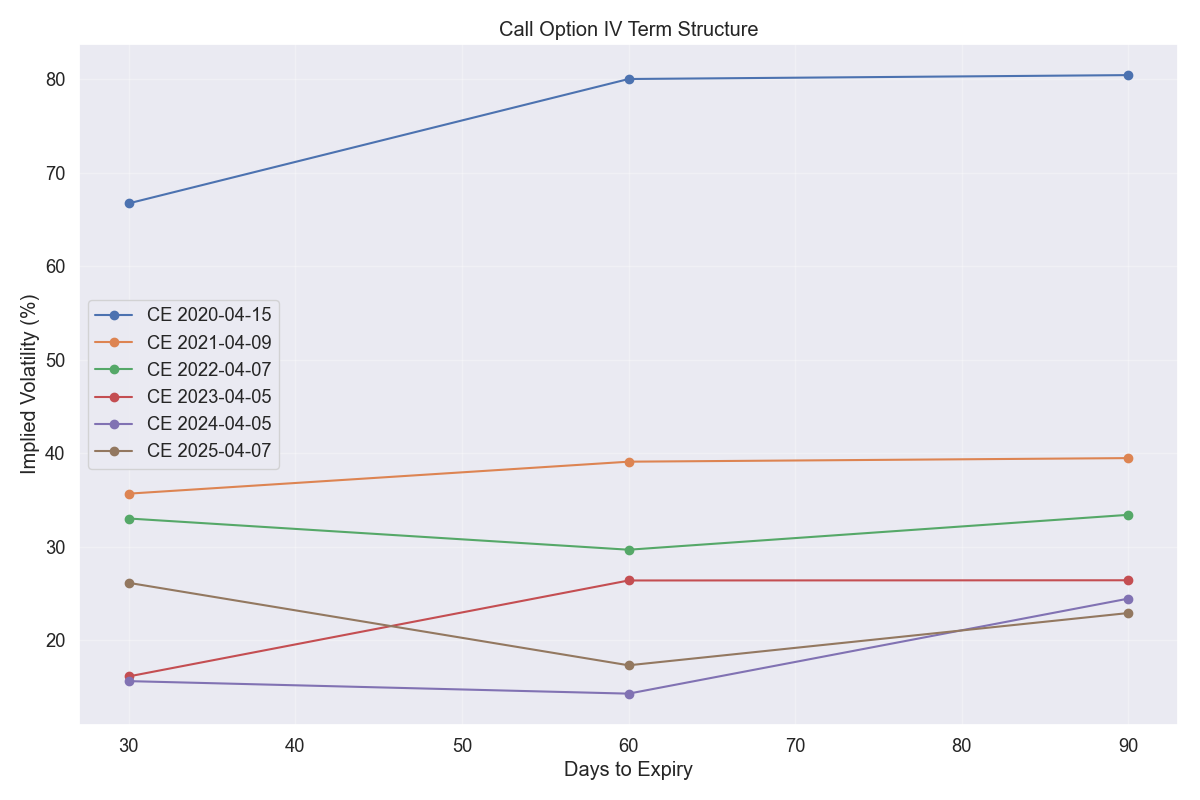 Call Option IV Term Structure
80
70
60
50
40
30
20
Implied Volatility (%)
CE 2020-04-15
CE 2021-04-09
CE 2022-04-07
CE 2023-04-05
CE 2024-04-05
CE 2025-04-07
30 40 50 60 70 80 90
Days to Expiry